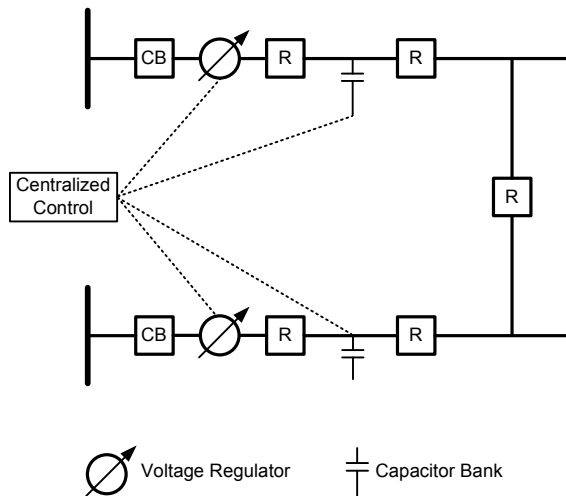 CB
R
R
Centralized
Control
R
CB
R
R
Voltage Regulator
Capacitor Bank